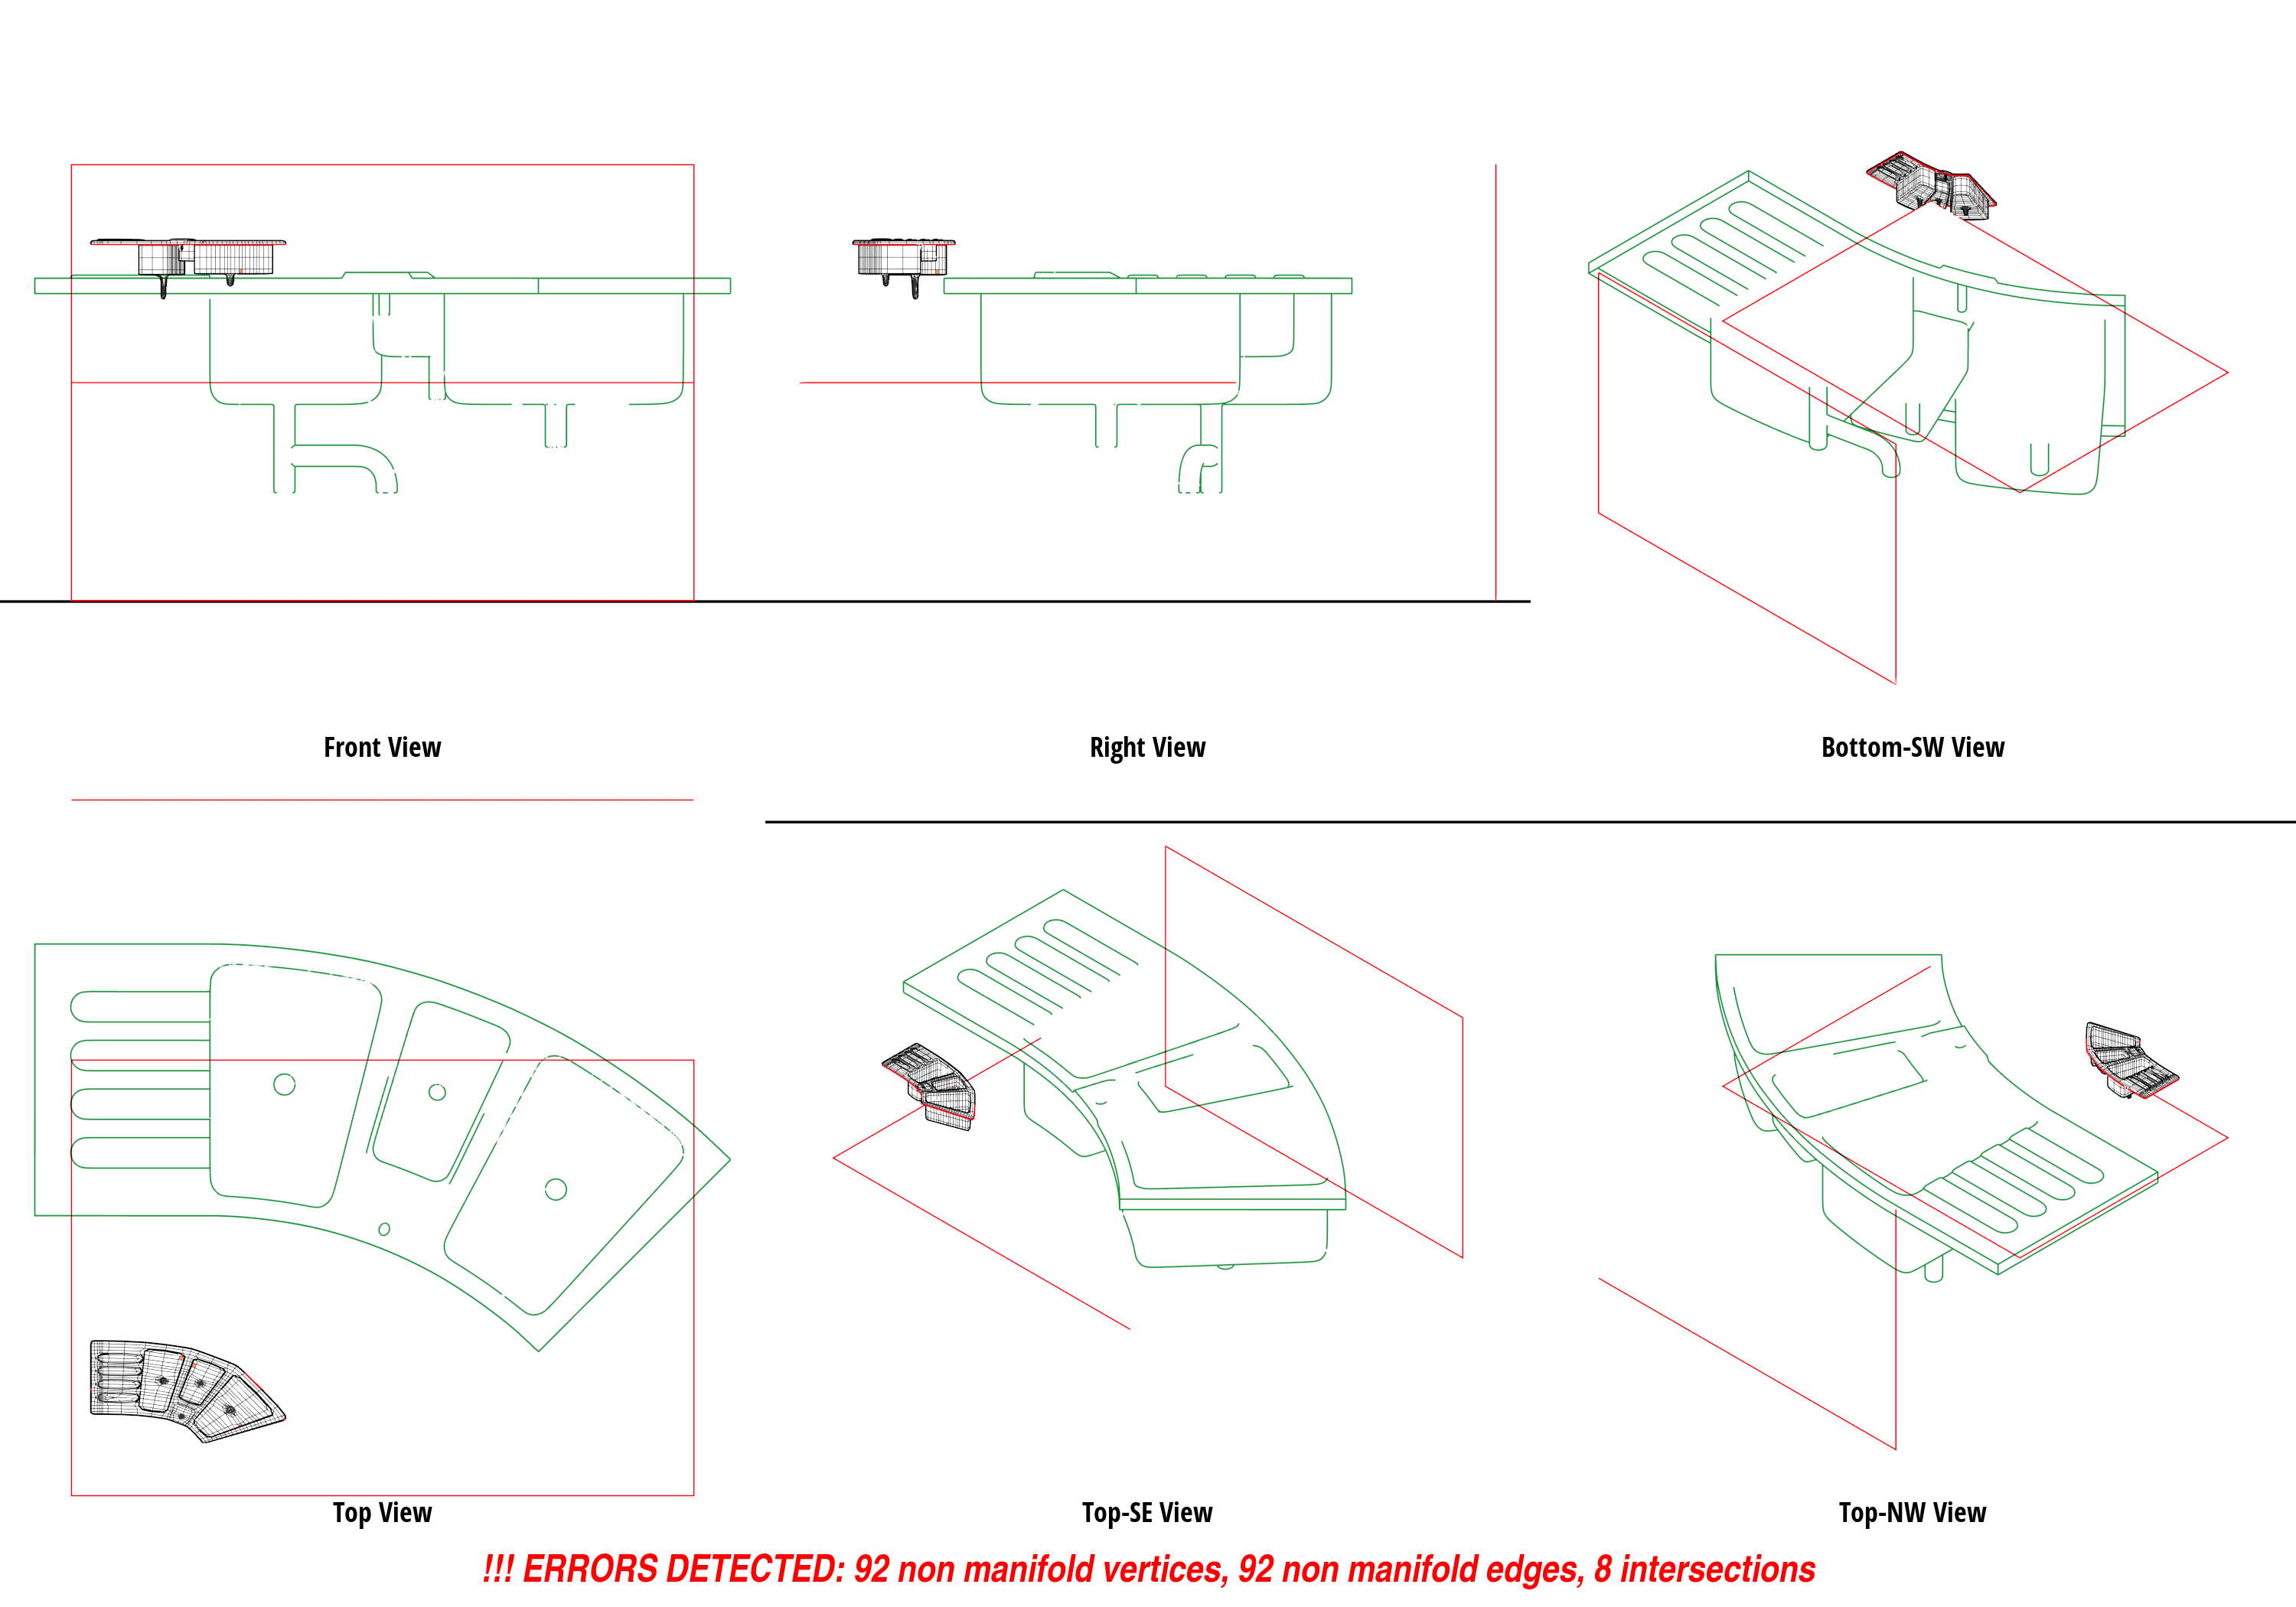 Front View
Right View
Bottom-SW View
Top View
Top-SE View
Top-NW View
!!! ERRORS DETECTED: 92 non manifold vertices, 92 non manifold edges, 8 intersections